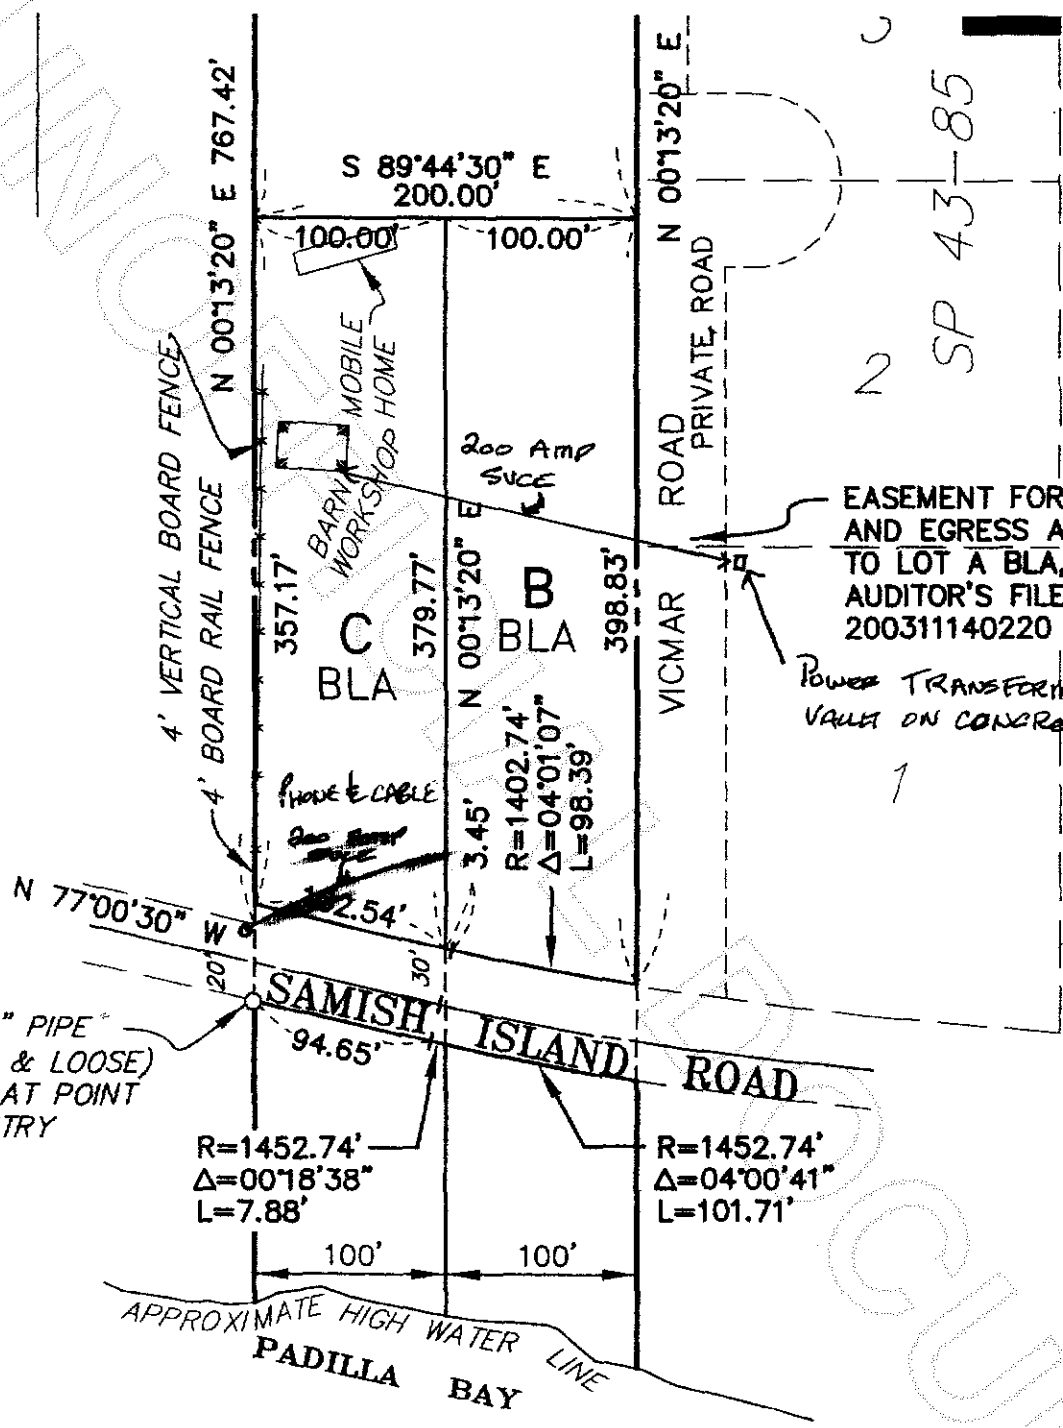 N 00°13'20" E 767.42'
S 89°44'30" E
200.00'
100.00'
100.00'
N 00°13'20" E
SP 43-85
2
PRIVATE ROAD
VICMAR ROAD
4' VERTICAL BOARD FENCE
4' BOARD RAIL FENCE
MOBILE
HOME
BARN
WORKSHOP
200 AMP
SVCE
EASEMENT FOR
AND EGRESS A
TO LOT A BLA,
AUDITOR'S FILE
200311140220
POWER TRANSFORM
VAULT ON CONCRE
357.17'
C
BLA
379.77'
N 00°13'20" E
B
BLA
398.83'
1
PHONE & CABLE
3.45'
R=1402.74'
Δ=04°01'07"
L=98.39'
N 77°00'30" W
2.54'
20'
30'
SAMISH ISLAND ROAD
94.65'
" PIPE
& LOOSE)
AT POINT
TRY
R=1452.74'
Δ=00°18'38"
L=7.88'
R=1452.74'
Δ=04°00'41"
L=101.71'
100'
100'
APPROXIMATE HIGH WATER LINE
PADILLA BAY